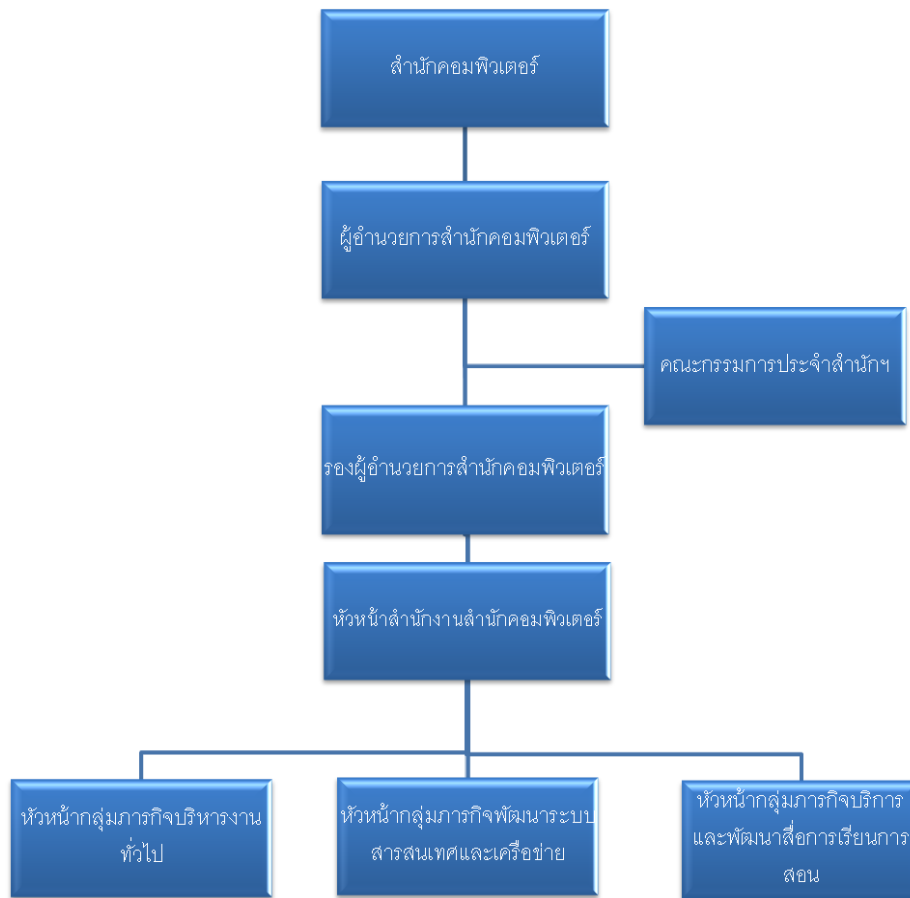 สำนักคอมพิวเตอร์
ผู้อำนวยการสำนักคอมพิวเตอร์
คณะกรรมการประจำสำนักฯ
รองผู้อำนวยการสำนักคอมพิวเตอร์
หัวหน้าสำนักงานสำนักคอมพิวเตอร์
หัวหน้ากลุ่มภารกิจบริหารงาน
ทั่วไป
หัวหน้ากลุ่มภารกิจพัฒนาระบบ
สารสนเทศและเครือข่าย
หัวหน้ากลุ่มภารกิจบริการ
และพัฒนาสื่อการเรียนการ
สอน